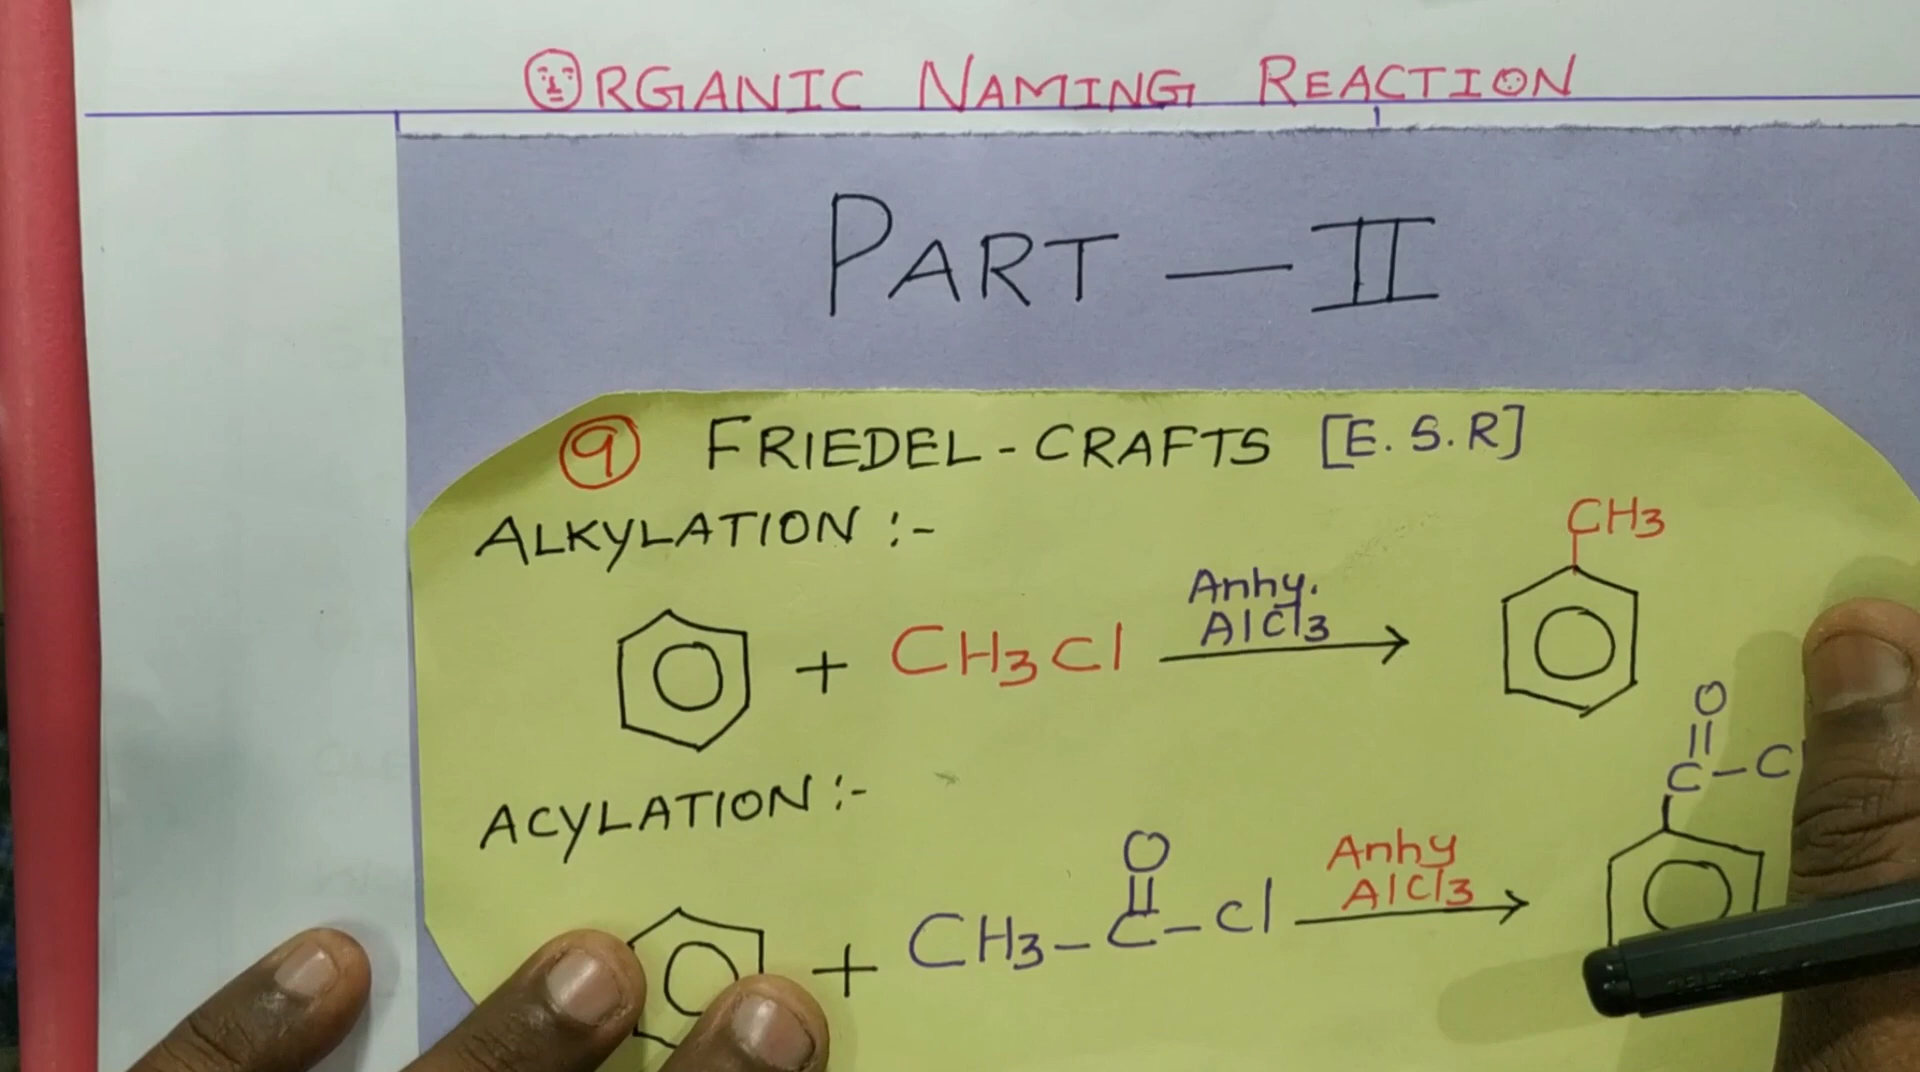 ORGANIC NAMING REACTION
PART — II
9 FRIEDEL-CRAFTS [E.S.R]
ALKYLATION :-
CH3
+ CH3Cl Anhy. AlCl3
O
C-C
ACYLATION :-
O
+ CH3-C-Cl Anhy AlCl3